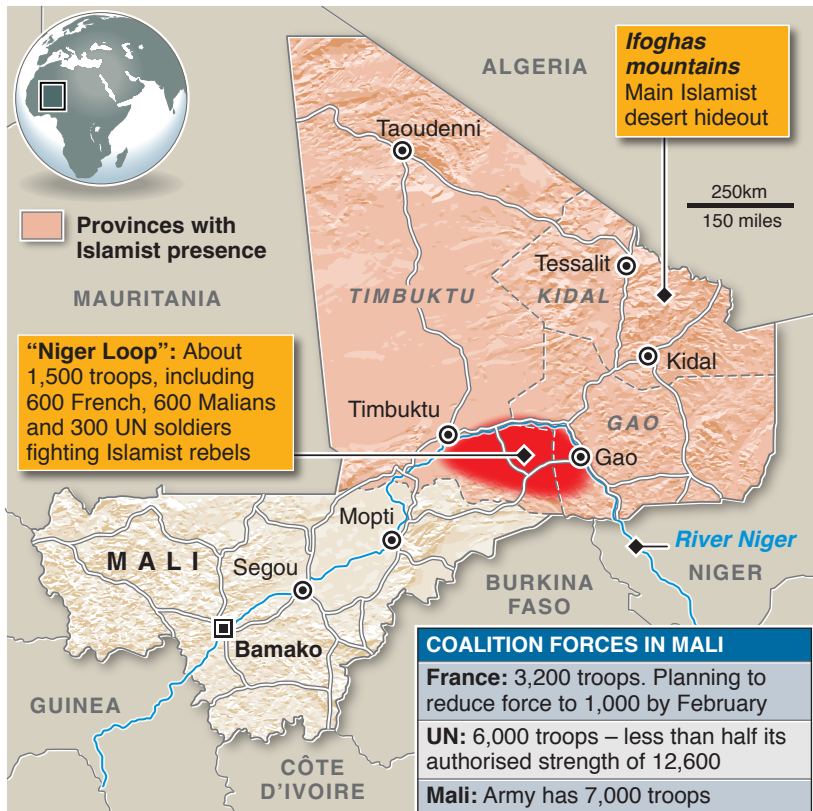 Ifoghas
mountains
Main Islamist
desert hideout
ALGERIA
Taoudenni
250km
150 miles
Provinces with
Islamist presence
Tessalit
MAURITANIA
TIMBUKTU
KIDAL
“Niger Loop”: About
1,500 troops, including
600 French, 600 Malians
and 300 UN soldiers
fighting Islamist rebels
Kidal
Timbuktu
GAO
Gao
Mopti
MALI
River Niger
Segou
NIGER
BURKINA
FASO
Bamako
GUINEA
CÔTE
D’IVOIRE
COALITION FORCES IN MALI
France: 3,200 troops. Planning to
reduce force to 1,000 by February
UN: 6,000 troops – less than half its
authorised strength of 12,600
Mali: Army has 7,000 troops